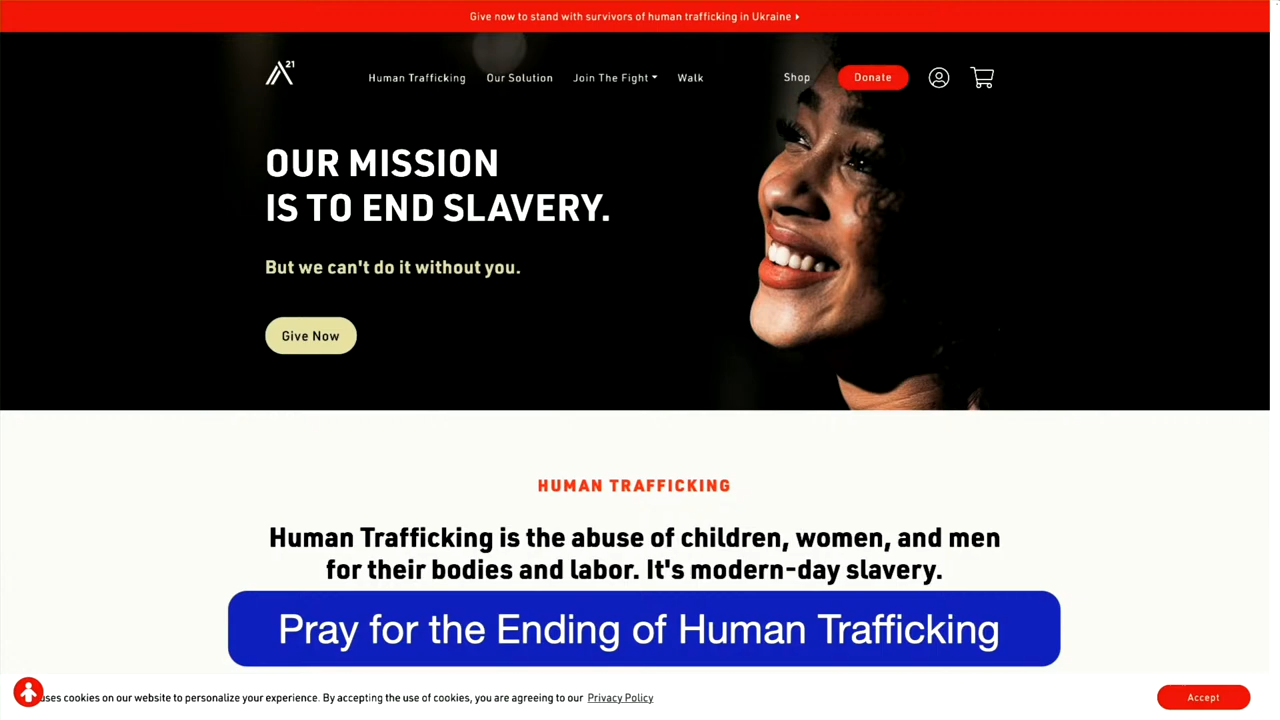 Give now to stand with survivors of human trafficking in Ukraine
21
Human Trafficking Our Solution Join The Fight Walk Shop Donate
OUR MISSION
IS TO END SLAVERY.
But we can't do it without you.
Give Now
HUMAN TRAFFICKING
Human Trafficking is the abuse of children, women, and men
for their bodies and labor. It's modern-day slavery.
Pray for the Ending of Human Trafficking
uses cookies on our website to personalize your experience. By accepting the use of cookies, you are agreeing to our Privacy Policy
Accept